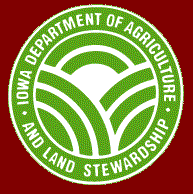 • IOWA DEPARTMENT OF AGRICULTURE •
AND LAND STEWARDSHIP